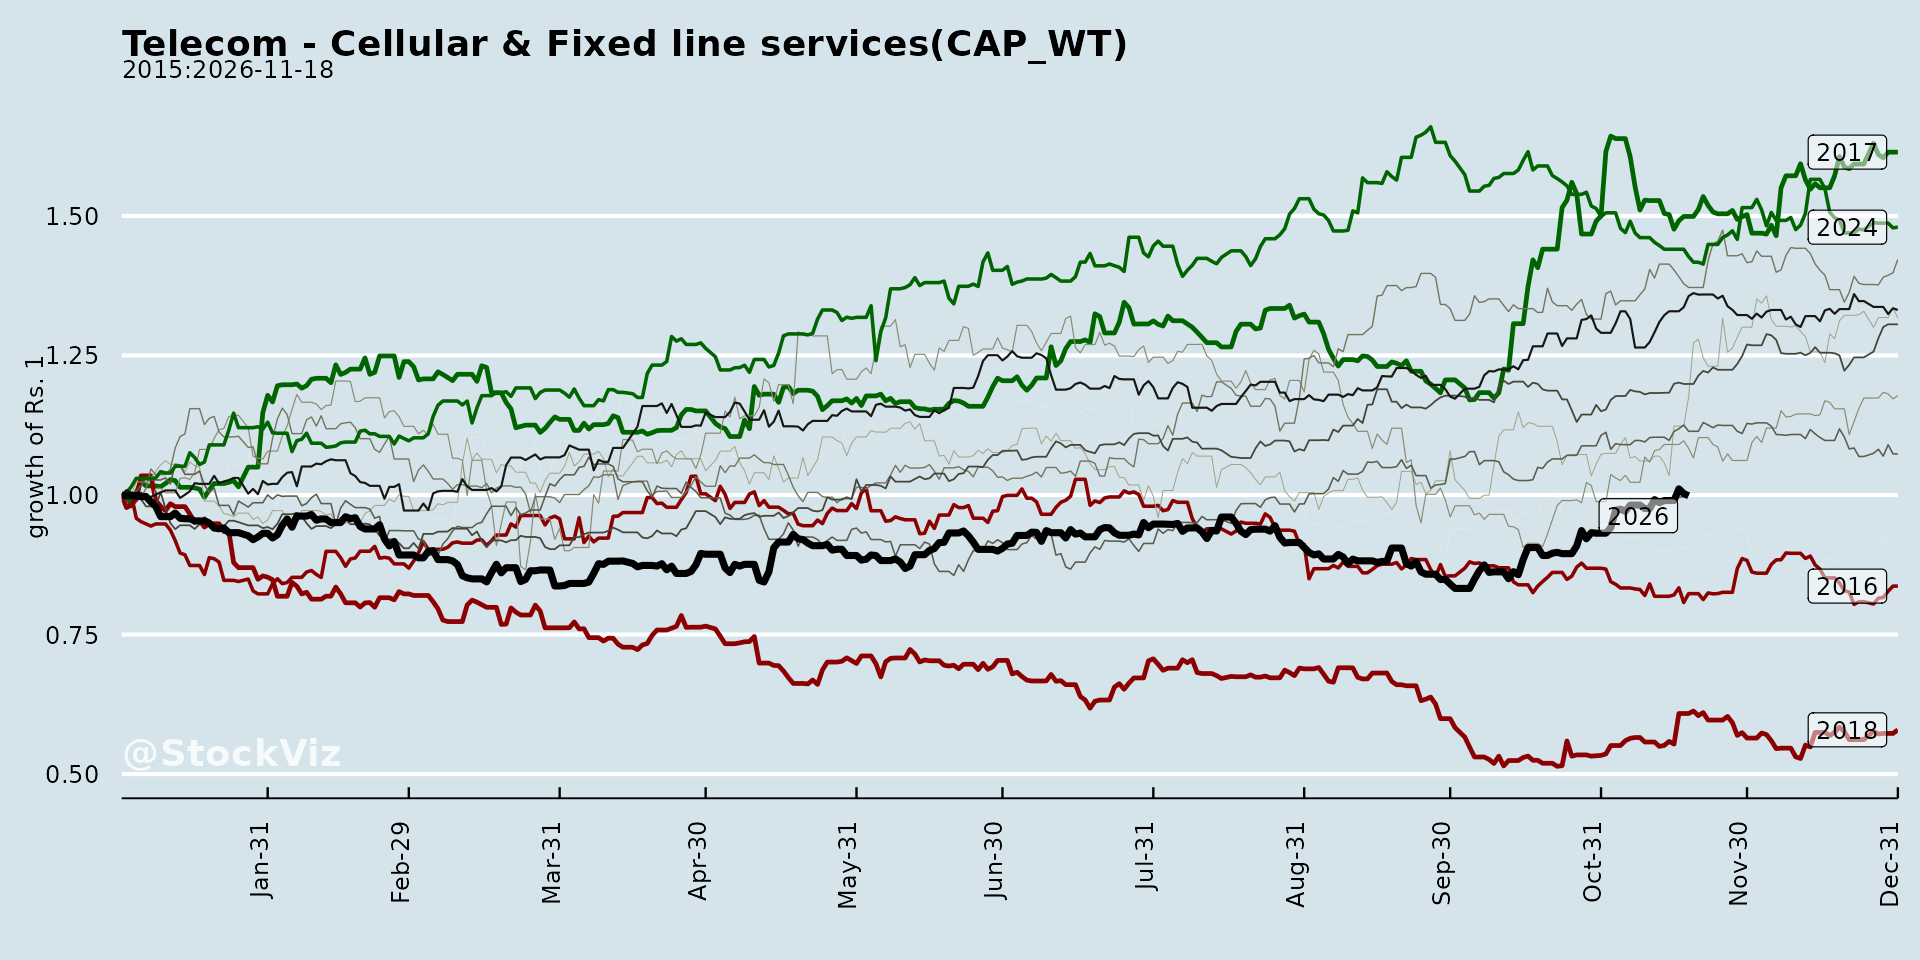 Telecom - Cellular & Fixed line services(CAP_WT)
2015:2026-11-18
growth of Rs. 1
1.50
1.25
1.00
0.75
0.50
2017
2024
2026
2016
2018
@StockViz
Jan-31
Feb-29
Mar-31
Apr-30
May-31
Jun-30
Jul-31
Aug-31
Sep-30
Oct-31
Nov-30
Dec-31